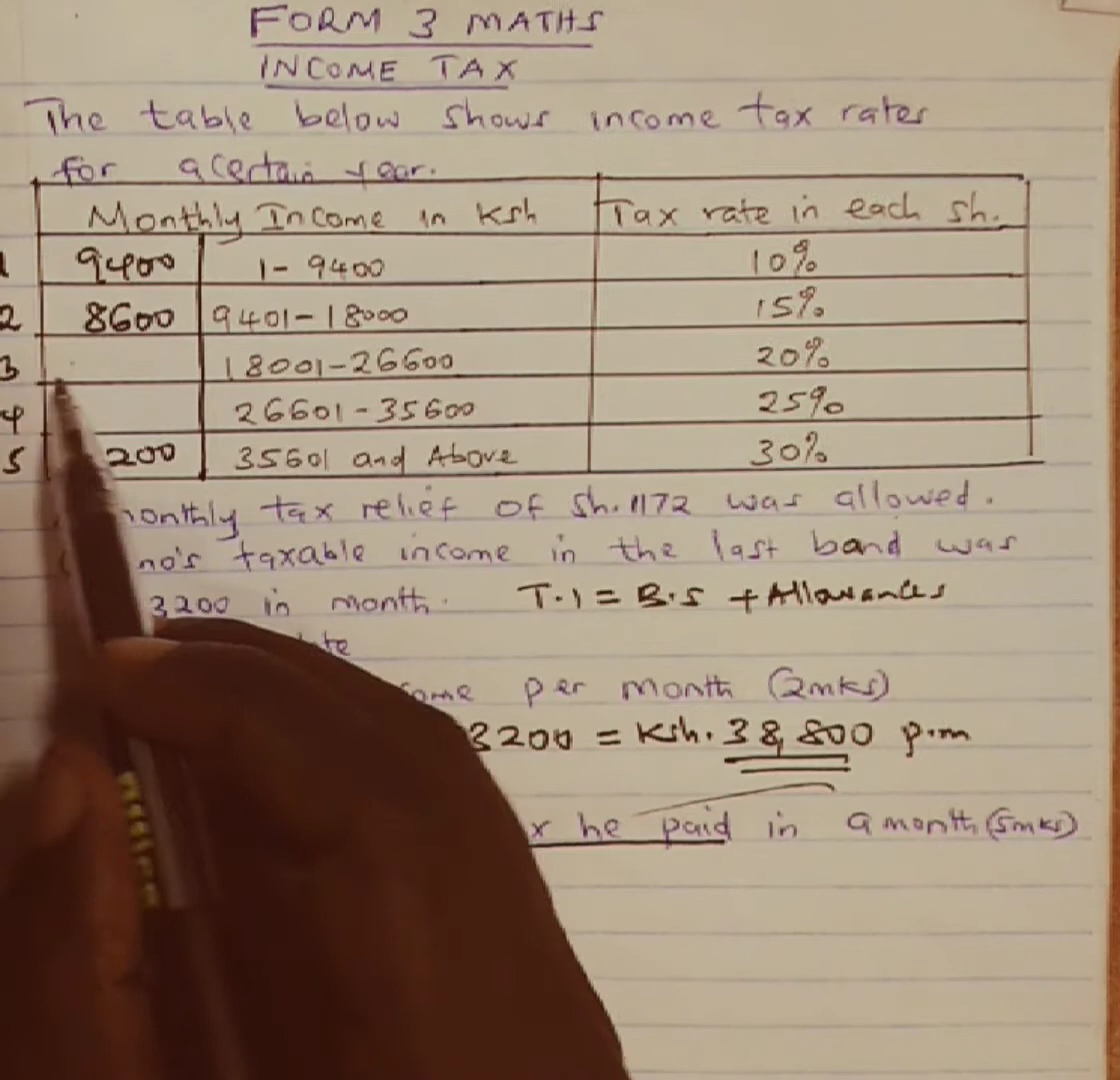 FORM 3 MATHS
INCOME TAX
The table below shows income tax rates
for a certain year.
Monthly Income in Ksh Tax rate in each sh.
1 9400 1-9400 10%
2 8600 9401-18000 15%
3 18001-26600 20%
4 26601-35600 25%
5 200 35601 and Above 30%
tax relief of Sh.1172 was allowed.
taxable income in the last band was
3200 in month. T.I = B.S + Allowances
per month (2mks)
3200 = Ksh. 38,800 p.m
he paid in a month (5mks)